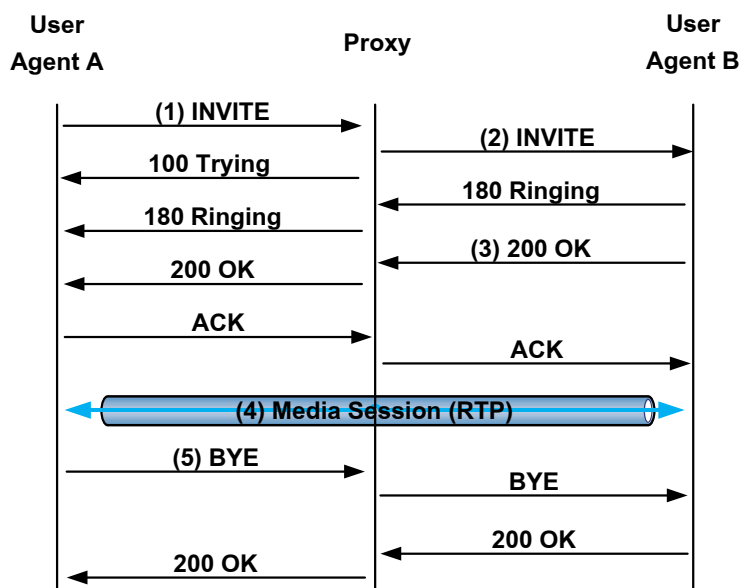 User
Agent A
Proxy
User
Agent B
(1) INVITE
(2) INVITE
100 Trying
180 Ringing
180 Ringing
(3) 200 OK
200 OK
ACK
ACK
(4) Media Session (RTP)
(5) BYE
BYE
200 OK
200 OK